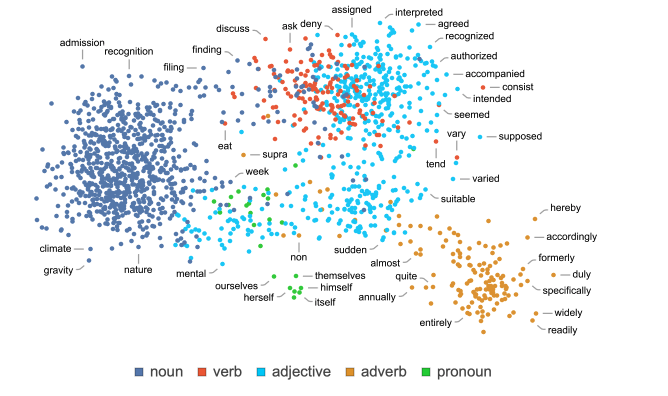 assigned
interpreted
discuss
ask
deny
agreed
recognized
admission
recognition
finding
filing
authorized
accompanied
consist
intended
seemed
eat
vary
supposed
supra
tend
week
varied
suitable
hereby
accordingly
climate
gravity
nature
mental
non
sudden
almost
formerly
ourselves
themselves
quite
duly
herself
himself
itself
annually
specifically
entirely
widely
readily
noun verb adjective adverb pronoun